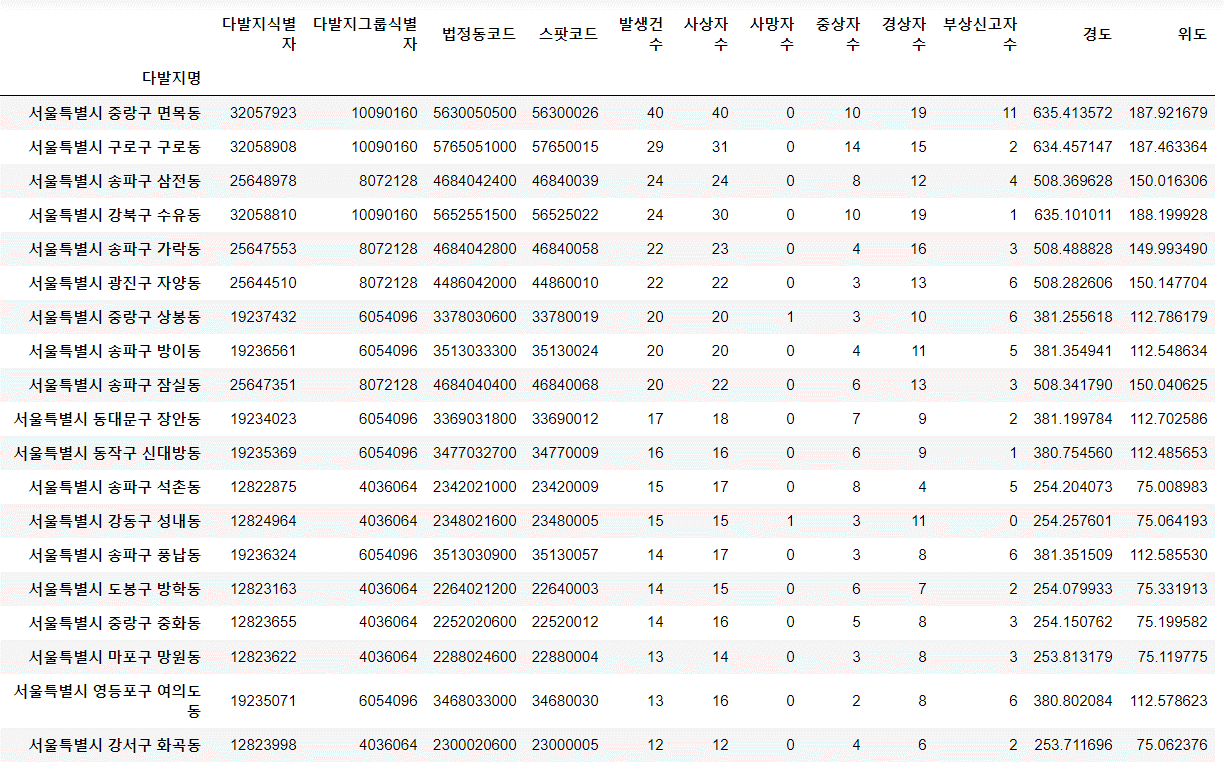 다발지식별자 다발지그룹식별자 법정동코드 스팟코드 발생건수 사상자수 사망자수 중상자수 경상자수 부상신고자수 경도 위도
다발지명
서울특별시 중랑구 면목동 32057923 10090160 5630050500 56300026 40 40 0 10 19 11 635.413572 187.921679
서울특별시 구로구 구로동 32058908 10090160 5765051000 57650015 29 31 0 14 15 2 634.457147 187.463364
서울특별시 송파구 삼전동 25648978 8072128 4684042400 46840039 24 24 0 8 12 4 508.369628 150.016306
서울특별시 강북구 수유동 32058810 10090160 5652551500 56525022 24 30 0 10 19 1 635.101011 188.199928
서울특별시 송파구 가락동 25647553 8072128 4684042800 46840058 22 23 0 4 16 3 508.488828 149.993490
서울특별시 광진구 자양동 25644510 8072128 4486042000 44860010 22 22 0 3 13 6 508.282606 150.147704
서울특별시 중랑구 상봉동 19237432 6054096 3378030600 33780019 20 20 1 3 10 6 381.255618 112.786179
서울특별시 송파구 방이동 19236561 6054096 3513033300 35130024 20 20 0 4 11 5 381.354941 112.548634
서울특별시 송파구 잠실동 25647351 8072128 4684040400 46840068 20 22 0 6 13 3 508.341790 150.040625
서울특별시 동대문구 장안동 19234023 6054096 3369031800 33690012 17 18 0 7 9 2 381.199784 112.702586
서울특별시 동작구 신대방동 19235369 6054096 3477032700 34770009 16 16 0 6 9 1 380.754560 112.485653
서울특별시 송파구 석촌동 12822875 4036064 2342021000 23420009 15 17 0 8 4 5 254.204073 75.008983
서울특별시 강동구 성내동 12824964 4036064 2348021600 23480005 15 15 1 3 11 0 254.257601 75.064193
서울특별시 송파구 풍납동 19236324 6054096 3513030900 35130057 14 17 0 3 8 6 381.351509 112.585530
서울특별시 도봉구 방학동 12823163 4036064 2264021200 22640003 14 15 0 6 7 2 254.079933 75.331913
서울특별시 중랑구 중화동 12823655 4036064 2252020600 22520012 14 16 0 5 8 3 254.150762 75.199582
서울특별시 마포구 망원동 12823622 4036064 2288024600 22880004 13 14 0 3 8 3 253.813179 75.119775
서울특별시 영등포구 여의도동 19235071 6054096 3468033000 34680030 13 16 0 2 8 6 380.802084 112.578623
서울특별시 강서구 화곡동 12823998 4036064 2300020600 23000005 12 12 0 4 6 2 253.711696 75.062376